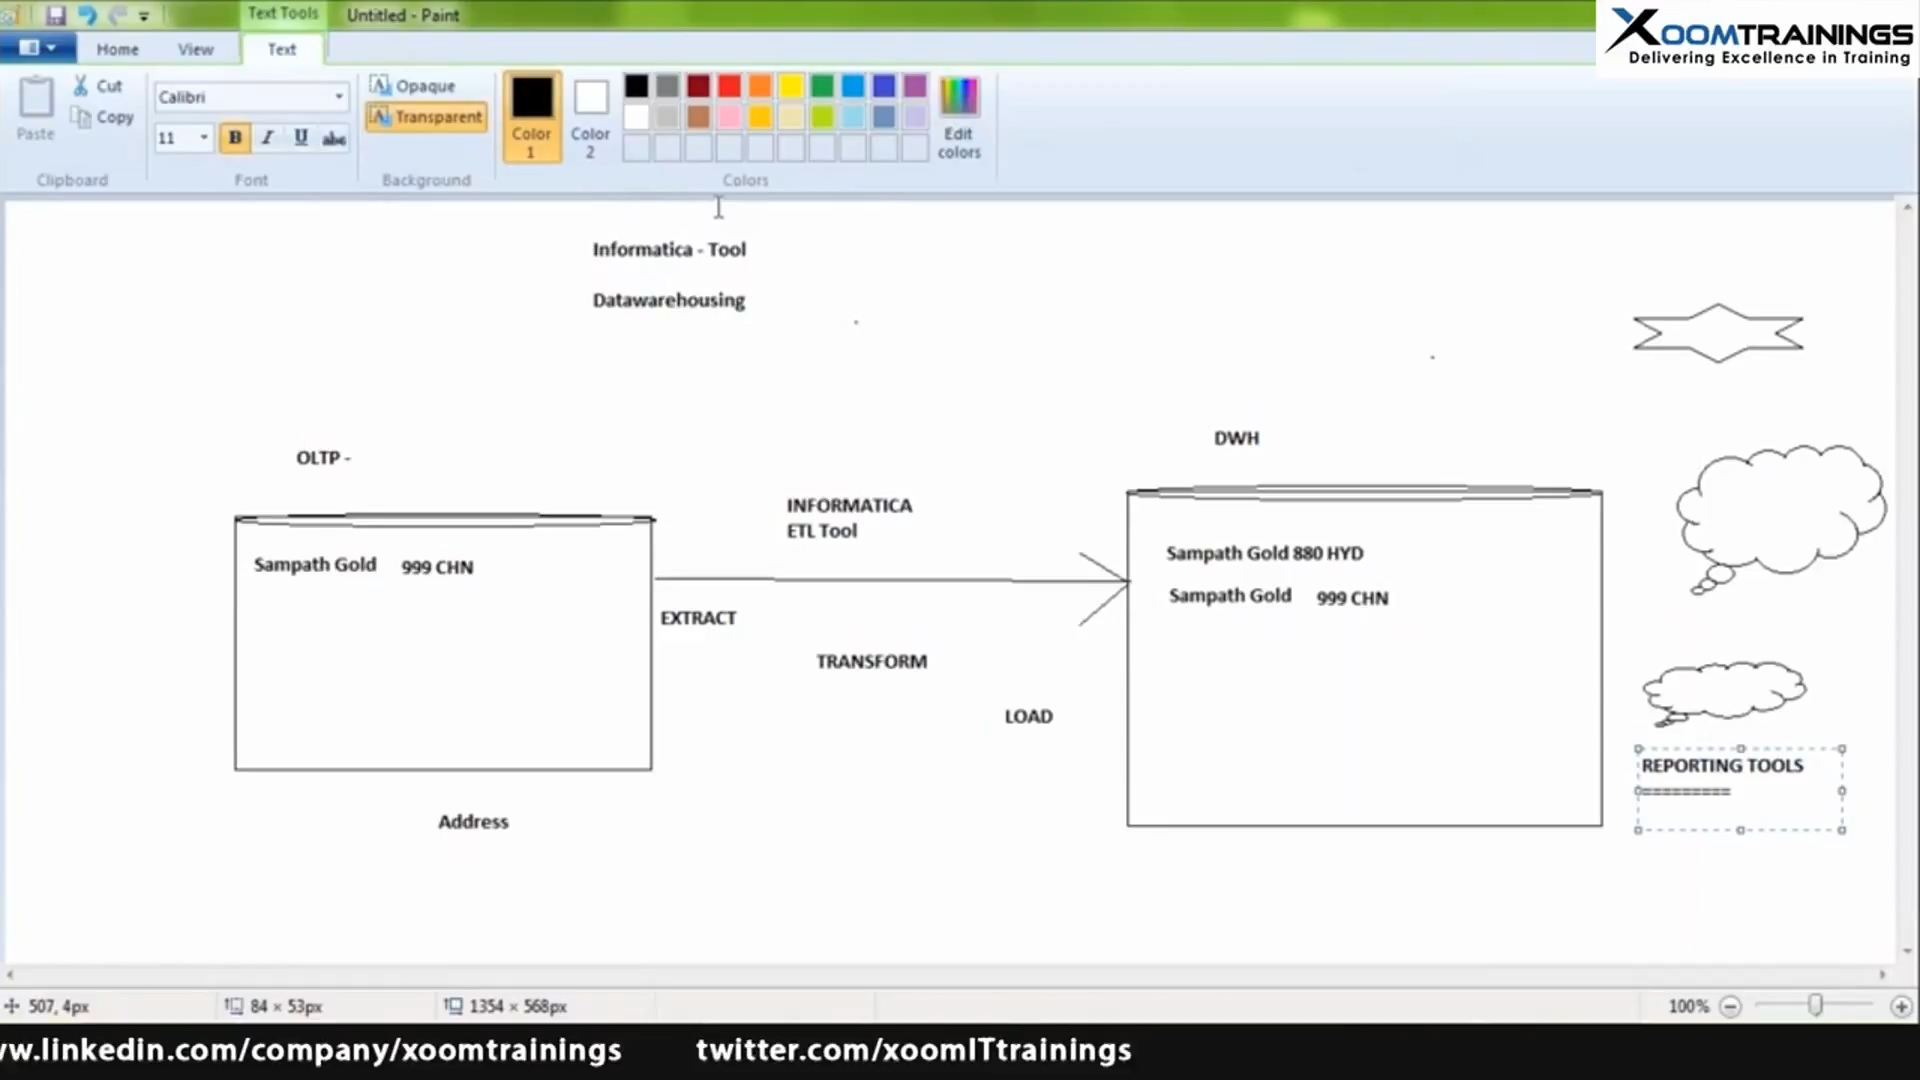 Text Tools
Untitled - Paint
XOOMTRAININGS
Delivering Excellence in Training
Home
View
Text
Paste
Cut
Copy
Clipboard
Calibri
11
B I U abc
Font
Opaque
Transparent
Background
Color 1
Color 2
Edit colors
Colors
Informatica - Tool
Datawarehousing
OLTP -
DWH
INFORMATICA
ETL Tool
Sampath Gold 999 CHN
Sampath Gold 880 HYD
Sampath Gold 999 CHN
EXTRACT
TRANSFORM
LOAD
REPORTING TOOLS
=========
Address
507, 4px
84 × 53px
1354 × 568px
100%
w.linkedin.com/company/xoomtrainings
twitter.com/xoomITtrainings